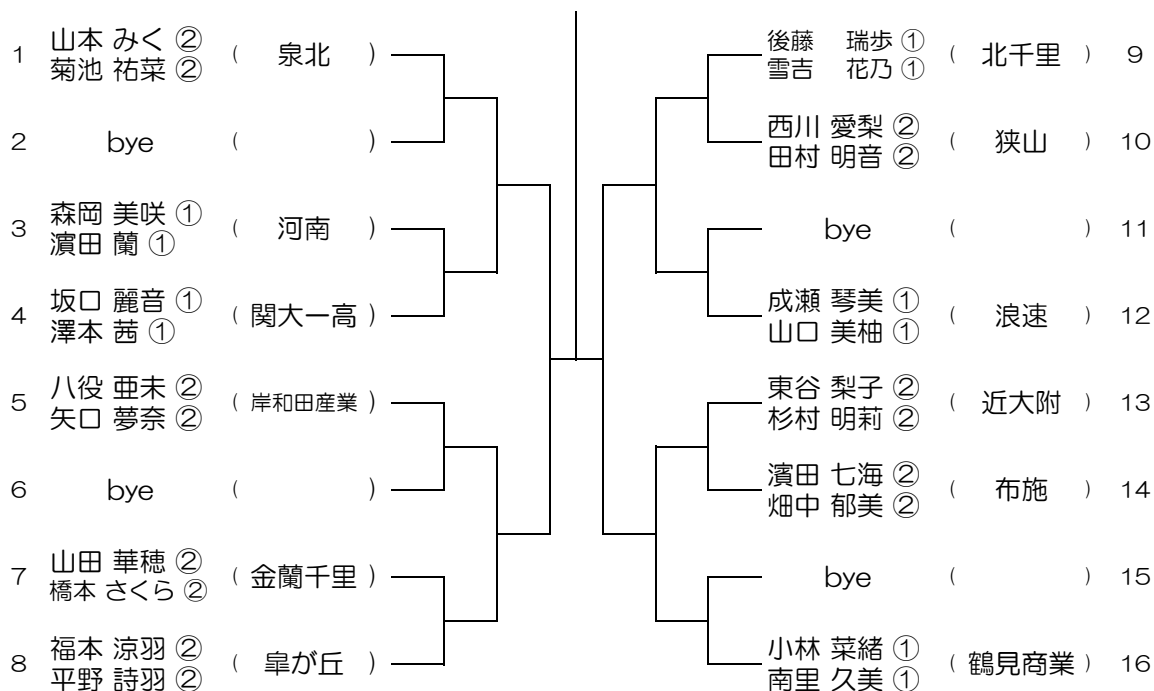 1 山本 みく ② ( 泉北 )
菊池 祐菜 ②
2 bye ( )
3 森岡 美咲 ① ( 河南 )
濵田 蘭 ①
4 坂口 麗音 ① ( 関大一高 )
澤本 茜 ①
5 八役 亜未 ② ( 岸和田産業 )
矢口 夢奈 ②
6 bye ( )
7 山田 華穂 ② ( 金蘭千里 )
橋本 さくら ②
8 福本 涼羽 ② ( 皐が丘 )
平野 詩羽 ②
後藤 瑞歩 ① ( 北千里 ) 9
雪吉 花乃 ①
西川 愛梨 ② ( 狭山 ) 10
田村 明音 ②
bye ( ) 11
成瀬 琴美 ① ( 浪速 ) 12
山口 美柚 ①
東谷 梨子 ② ( 近大附 ) 13
杉村 明莉 ②
濱田 七海 ② ( 布施 ) 14
畑中 郁美 ②
bye ( ) 15
小林 菜緒 ① ( 鶴見商業 ) 16
南里 久美 ①